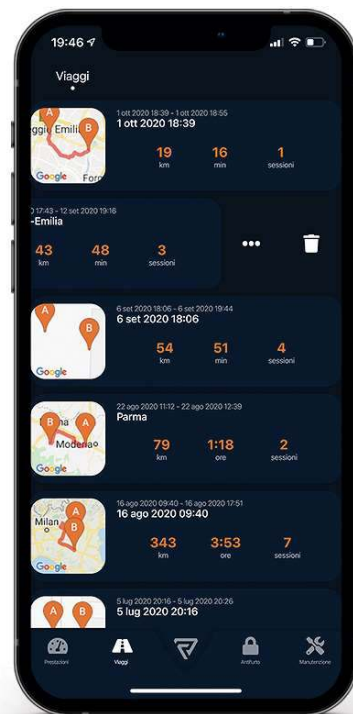 19:46
Viaggi
1 ott 2020 18:39 - 1 ott 2020 18:55
1 ott 2020 18:39
A
B
Emili
Google
19
km
16
min
1
sessioni
17:43 - 12 set 2020 19:16
-Emilia
43
km
48
min
3
sessioni
6 set 2020 18:06 - 6 set 2020 19:44
6 set 2020 18:06
A
B
Google
54
km
51
min
4
sessioni
22 ago 2020 11:12 - 22 ago 2020 12:39
Parma
B
A
Modena
Google
79
km
1:18
ore
2
sessioni
16 ago 2020 09:40 - 16 ago 2020 17:51
16 ago 2020 09:40
Milan
A
B
Google
343
km
3:53
ore
7
sessioni
5 lug 2020 20:16 - 5 lug 2020 20:26
5 lug 2020 20:16
A
B
Prestazioni
Viaggi
Antifurto
Manutenzione